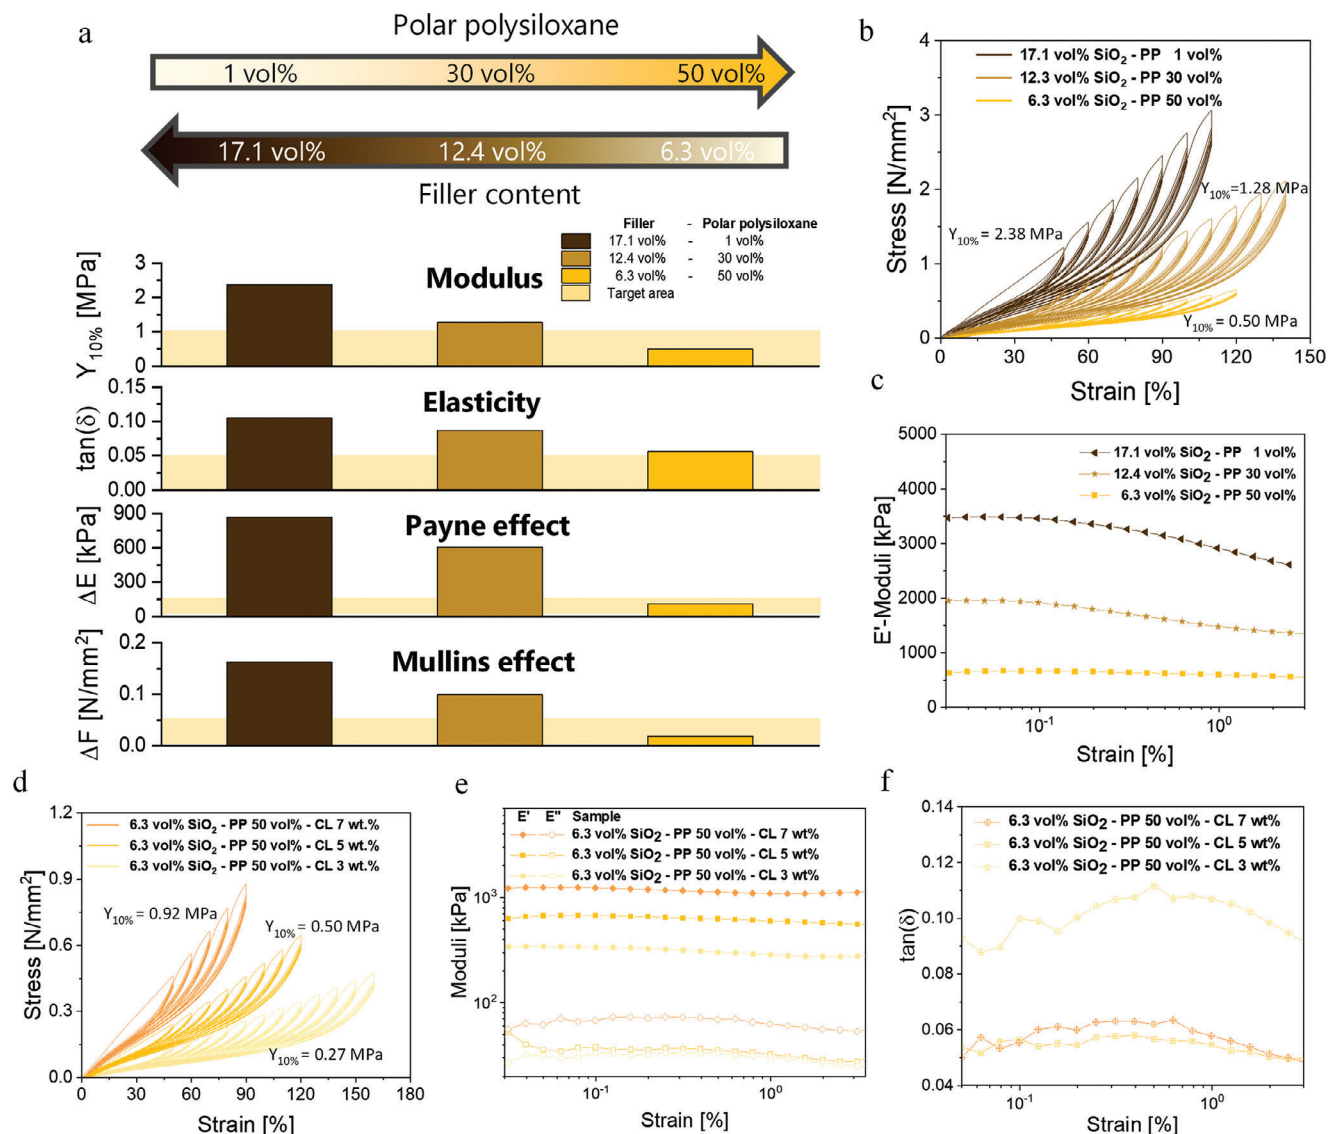 a
Polar polysiloxane
1 vol% 30 vol% 50 vol%
17.1 vol% 12.4 vol% 6.3 vol%
Filler content
Filler - Polar polysiloxane
17.1 vol% - 1 vol%
12.4 vol% - 30 vol%
6.3 vol% - 50 vol%
Target area
Modulus
Y10% [MPa]
3
2
1
0
Elasticity
tan(δ)
0.15
0.10
0.05
0.00
Payne effect
ΔE [kPa]
900
600
300
0
Mullins effect
ΔF [N/mm²]
0.2
0.1
0.0
b
17.1 vol% SiO₂ - PP 1 vol%
12.3 vol% SiO₂ - PP 30 vol%
6.3 vol% SiO₂ - PP 50 vol%
Y10% = 2.38 MPa
Y10%=1.28 MPa
Y10% = 0.50 MPa
Stress [N/mm²]
4
3
2
1
0
0 30 60 90 120 150
Strain [%]
c
17.1 vol% SiO₂ - PP 1 vol%
12.4 vol% SiO₂ - PP 30 vol%
6.3 vol% SiO₂ - PP 50 vol%
E'-Moduli [kPa]
5000
4000
3000
2000
1000
0
10⁻¹ 10⁰
Strain [%]
d
6.3 vol% SiO₂ - PP 50 vol% - CL 7 wt.%
6.3 vol% SiO₂ - PP 50 vol% - CL 5 wt.%
6.3 vol% SiO₂ - PP 50 vol% - CL 3 wt.%
Y10% = 0.92 MPa
Y10% = 0.50 MPa
Y10% = 0.27 MPa
Stress [N/mm²]
1.2
0.9
0.6
0.3
0.0
0 30 60 90 120 150 180
Strain [%]
e
E' E'' Sample
6.3 vol% SiO₂ - PP 50 vol% - CL 7 wt%
6.3 vol% SiO₂ - PP 50 vol% - CL 5 wt%
6.3 vol% SiO₂ - PP 50 vol% - CL 3 wt%
Moduli [kPa]
10³
10²
10⁻¹ 10⁰
Strain [%]
f
6.3 vol% SiO₂ - PP 50 vol% - CL 7 wt%
6.3 vol% SiO₂ - PP 50 vol% - CL 5 wt%
6.3 vol% SiO₂ - PP 50 vol% - CL 3 wt%
tan(δ)
0.14
0.12
0.10
0.08
0.06
0.04
10⁻¹ 10⁰
Strain [%]